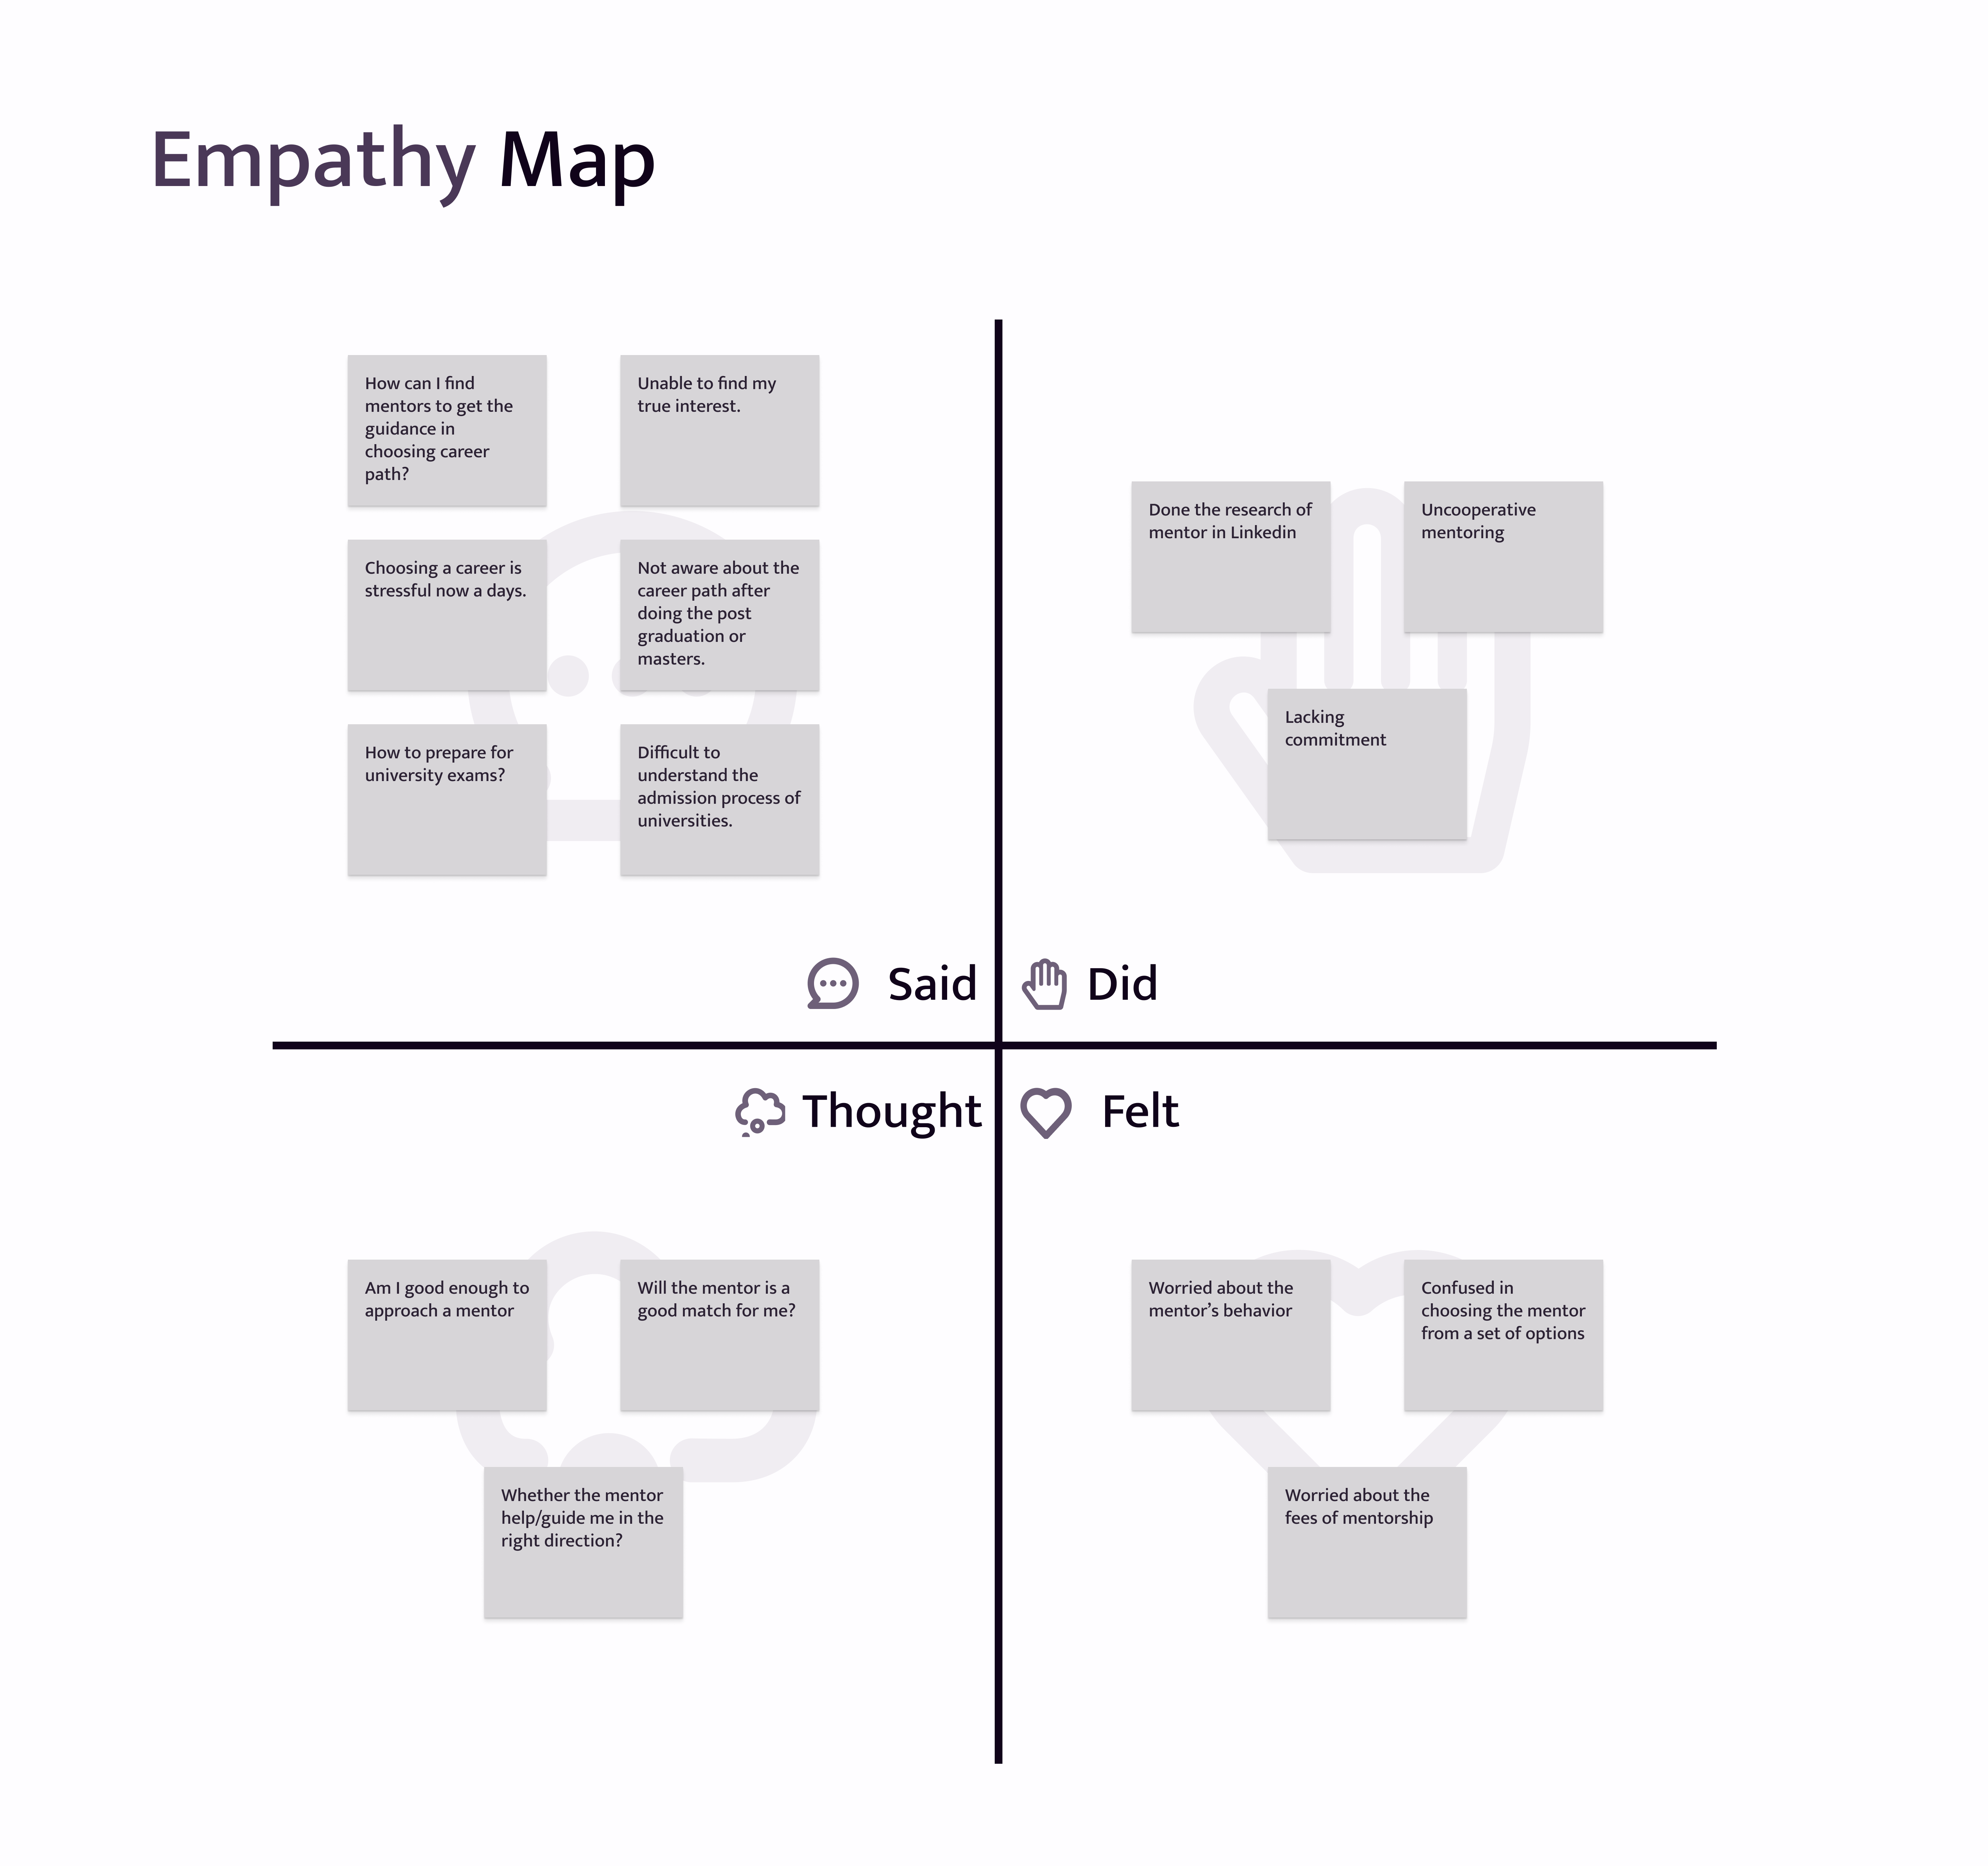 Empathy Map
How can I find
mentors to get the
guidance in
choosing career
path?
Unable to find my
true interest.
Choosing a career is
stressful now a days.
Not aware about the
career path after
doing the post
graduation or
masters.
How to prepare for
university exams?
Difficult to
understand the
admission process of
universities.
Said
Done the research of
mentor in Linkedin
Uncooperative
mentoring
Lacking
commitment
Did
Thought
Am I good enough to
approach a mentor
Will the mentor is a
good match for me?
Whether the mentor
help/guide me in the
right direction?
Felt
Worried about the
mentor’s behavior
Confused in
choosing the mentor
from a set of options
Worried about the
fees of mentorship